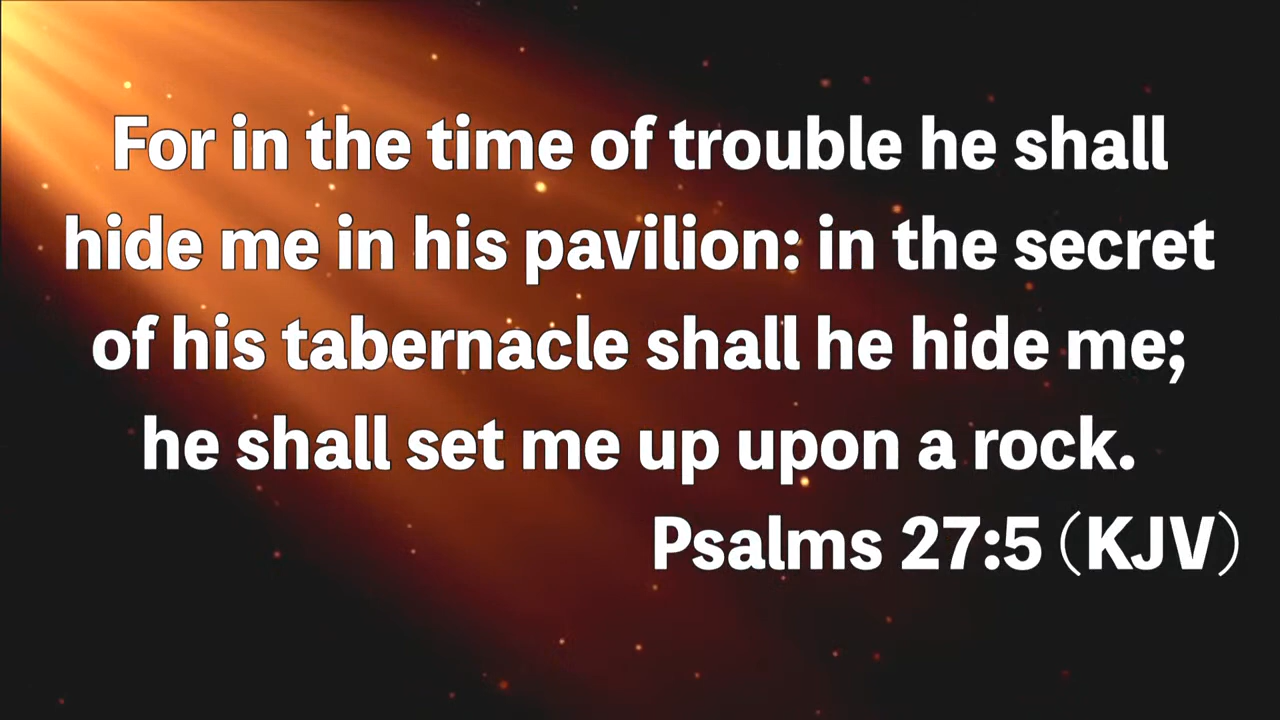 For in the time of trouble he shall
hide me in his pavilion: in the secret
of his tabernacle shall he hide me;
he shall set me up upon a rock.
Psalms 27:5（KJV）